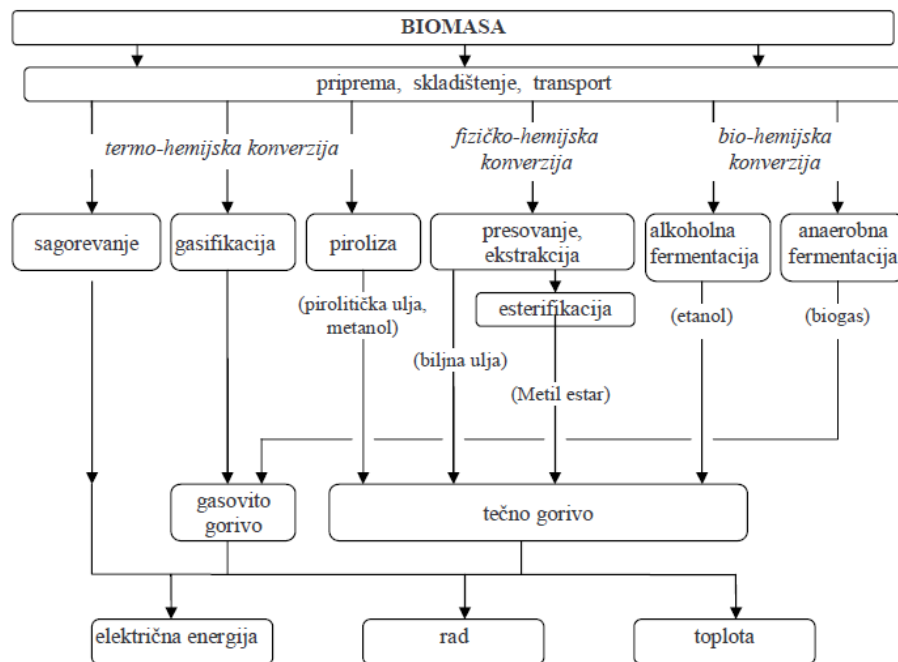 BIOMASA
priprema, skladištenje, transport
termo-hemijska konverzija
fizičko-hemijska
konverzija
bio-hemijska
konverzija
sagorevanje
gasifikacija
piroliza
presovanje,
ekstrakcija
alkoholna
fermentacija
anaerobna
fermentacija
(pirolitička ulja,
metanol)
esterifikacija
(etanol)
(biogas)
(biljna ulja)
(Metil estar)
gasovito
gorivo
tečno gorivo
električna energija
rad
toplota